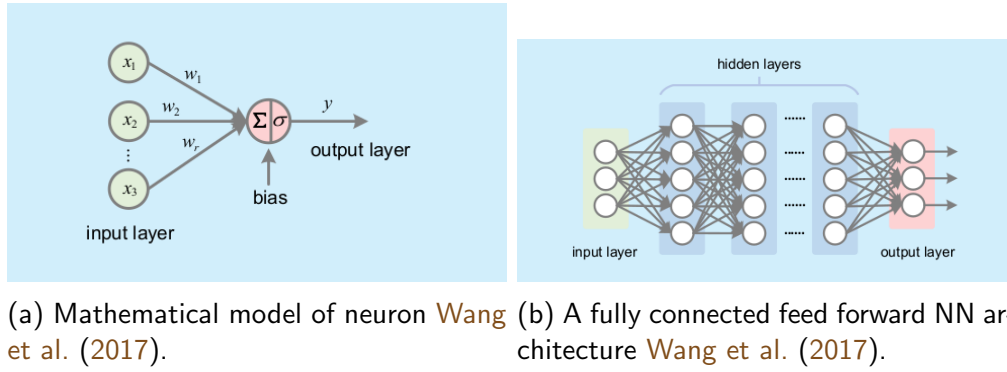 x1
w1
x2
w2
⋮
wr
x3
Σ σ
y
output layer
bias
input layer
hidden layers
......
......
......
......
......
input layer
output layer
(a) Mathematical model of neuron Wang
et al. (2017).
(b) A fully connected feed forward NN ar-
chitecture Wang et al. (2017).